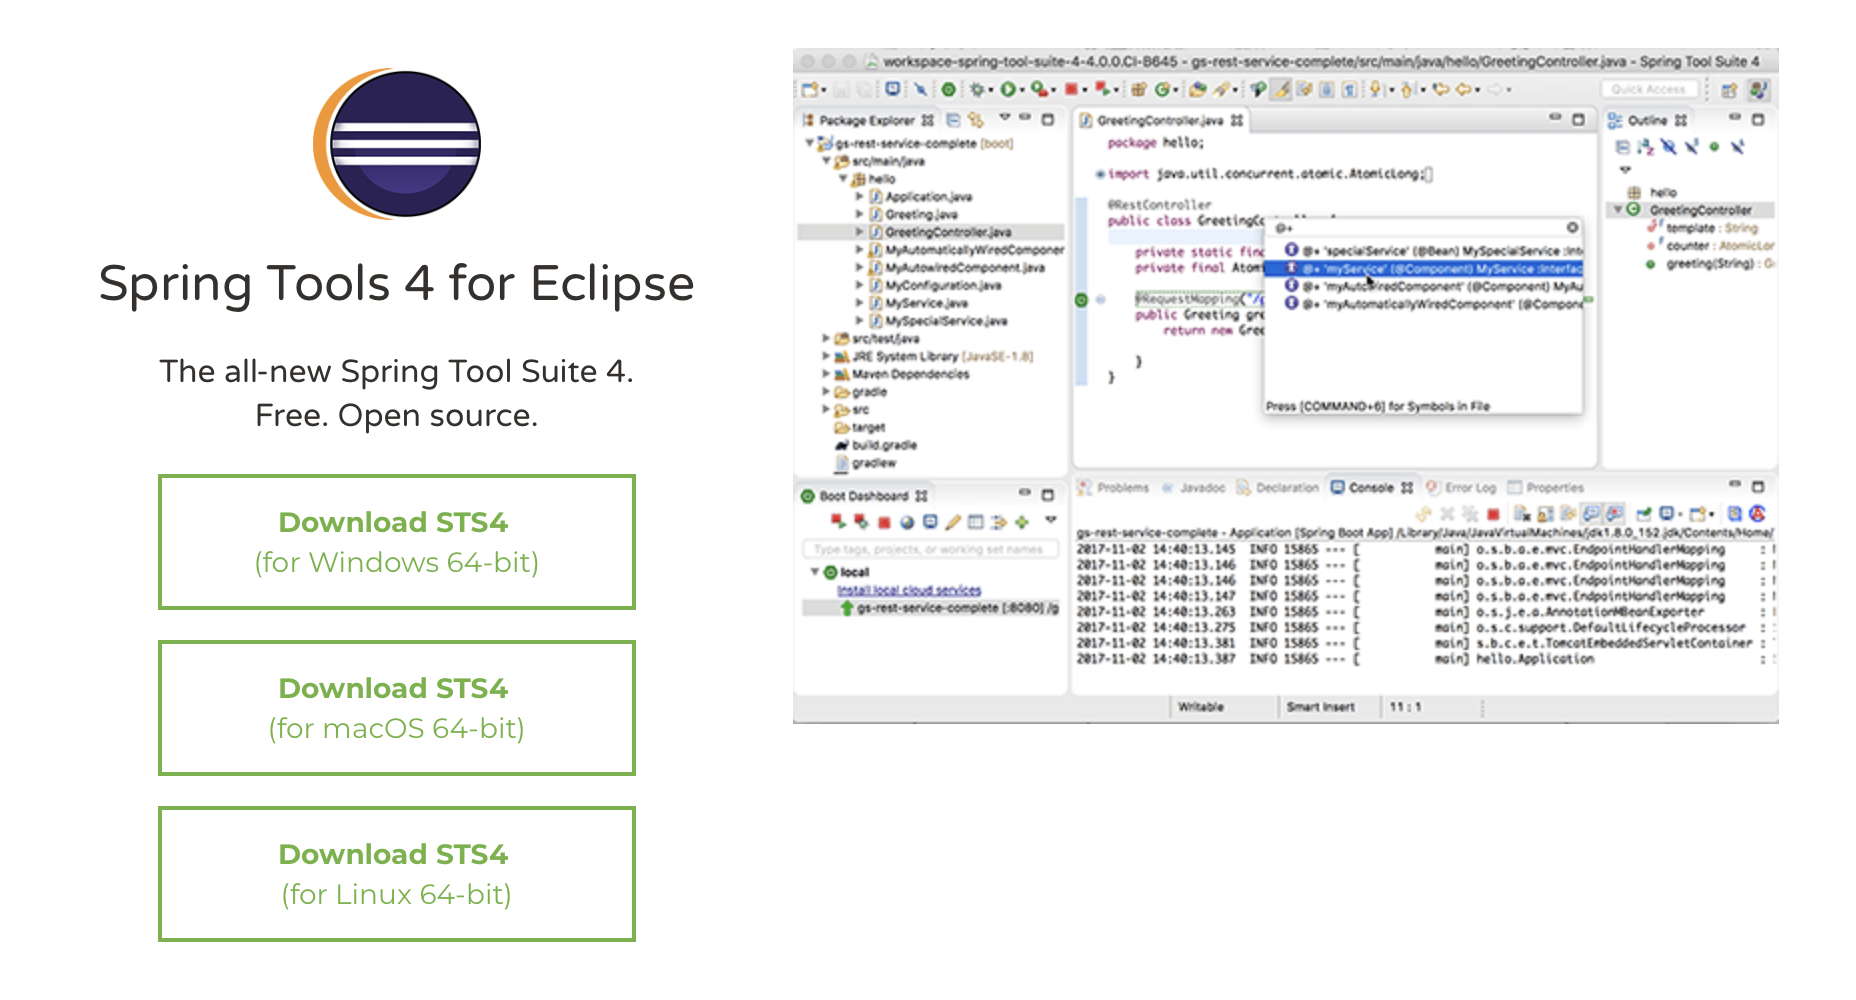 Spring Tools 4 for Eclipse
The all-new Spring Tool Suite 4.
Free. Open source.
Download STS4
(for Windows 64-bit)
Download STS4
(for macOS 64-bit)
Download STS4
(for Linux 64-bit)
workspace-spring-tool-suite-4-4.0.0.CI-B645 - gs-rest-service-complete/src/main/java/hello/GreetingController.java - Spring Tool Suite 4
Quick Access
Package Explorer
gs-rest-service-complete [boot]
src/main/java
hello
Application.java
Greeting.java
GreetingController.java
MyAutomaticallyWiredComponer
MyAutowiredComponent.java
MyConfiguration.java
MyService.java
MySpecialService.java
src/test/java
JRE System Library [JavaSE-1.8]
Maven Dependencies
gradle
src
target
build.gradle
gradlew
GreetingController.java
package hello;
import java.util.concurrent.atomic.AtomicLong;
@RestController
public class GreetingC
private static fin
private final Atom
@RequestMapping("/g
public Greeting gre
return new Gree
}
}
@+
@+ 'specialService' (@Bean) MySpecialService :Inte
@+ 'myService' (@Component) MyService :Interfac
@+ 'myAutowiredComponent' (@Component) MyAu
@+ 'myAutomaticallyWiredComponent' (@Compone
Press [COMMAND+6] for Symbols in File
Outline
hello
GreetingController
template : String
counter : AtomicLor
greeting(String) : G
Boot Dashboard
Type tags, projects, or working set names
local
Install local cloud services
gs-rest-service-complete [:8080] /g
Problems Javadoc Declaration Console Error Log Properties
gs-rest-service-complete - Application [Spring Boot App] /Library/Java/JavaVirtualMachines/jdk1.8.0_152.jdk/Contents/Home/
2017-11-02 14:40:13.145 INFO 15865 --- [ main] o.s.b.a.e.mvc.EndpointHandlerMapping :
2017-11-02 14:40:13.146 INFO 15865 --- [ main] o.s.b.a.e.mvc.EndpointHandlerMapping :
2017-11-02 14:40:13.146 INFO 15865 --- [ main] o.s.b.a.e.mvc.EndpointHandlerMapping :
2017-11-02 14:40:13.147 INFO 15865 --- [ main] o.s.b.a.e.mvc.EndpointHandlerMapping :
2017-11-02 14:40:13.263 INFO 15865 --- [ main] o.s.j.e.a.AnnotationMBeanExporter :
2017-11-02 14:40:13.275 INFO 15865 --- [ main] o.s.c.support.DefaultLifecycleProcessor :
2017-11-02 14:40:13.381 INFO 15865 --- [ main] s.b.c.e.t.TomcatEmbeddedServletContainer :
2017-11-02 14:40:13.387 INFO 15865 --- [ main] hello.Application :
Writable
Smart Insert
11 : 1